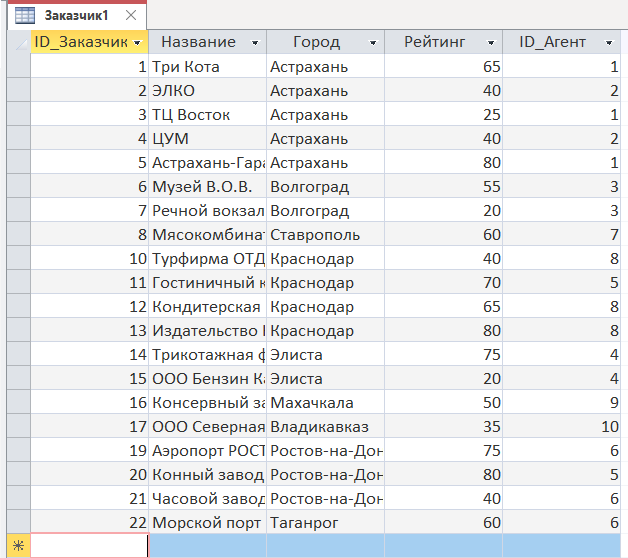 Заказчик1
ID_Заказчик Название Город Рейтинг ID_Агент
1 Три Кота Астрахань 65 1
2 ЭЛКО Астрахань 40 2
3 ТЦ Восток Астрахань 25 1
4 ЦУМ Астрахань 40 2
5 Астрахань-Гара Астрахань 80 1
6 Музей В.О.В. Волгоград 55 3
7 Речной вокзал Волгоград 20 3
8 Мясокомбинат Ставрополь 60 7
10 Турфирма ОТД Краснодар 40 8
11 Гостиничный к Краснодар 70 5
12 Кондитерская Краснодар 65 8
13 Издательство Краснодар 80 8
14 Трикотажная ф Элиста 75 4
15 ООО Бензин Ка Элиста 20 4
16 Консервный за Махачкала 50 9
17 ООО Северная Владикавказ 35 10
19 Аэропорт РОСТ Ростов-на-Дон 75 6
20 Конный завод Ростов-на-Дон 80 5
21 Часовой завод Ростов-на-Дон 40 6
22 Морской порт Таганрог 60 6